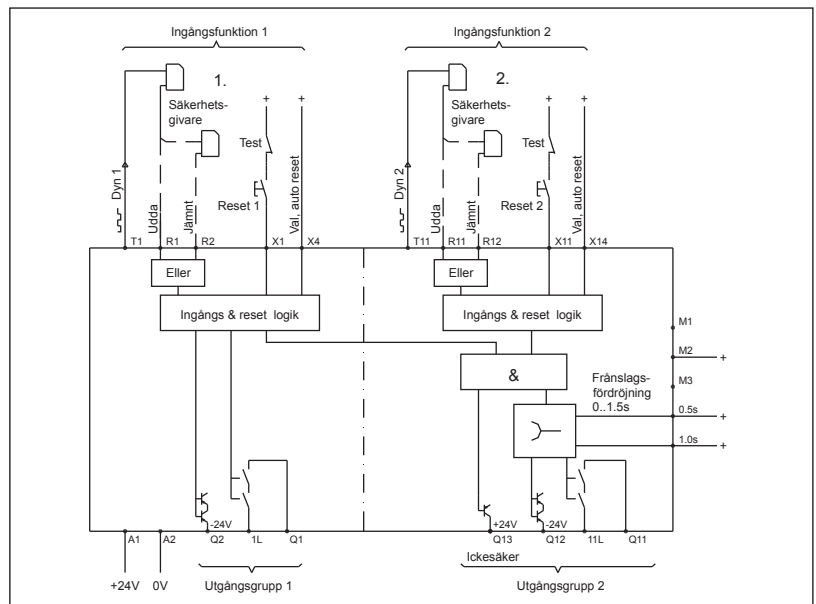 Ingångsfunktion 1
Ingångsfunktion 2
1.
2.
Säkerhets-
givare
Säkerhets-
givare
+
+
+
+
Test
Test
Dyn 1
Udda
Jämnt
Reset 1
Val, auto reset
Dyn 2
Udda
Jämnt
Reset 2
Val, auto reset
T1
R1
R2
X1
X4
T11
R11
R12
X11
X14
Eller
Eller
Ingångs & reset logik
Ingångs & reset logik
M1
M2
+
M3
&
Frånslags-
fördröjning
0..1.5s
0.5s
+
1.0s
+
-24V
+24V
-24V
A1
A2
Q2
1L
Q1
Q13
Q12
11L
Q11
Ickesäker
+24V
0V
Utgångsgrupp 1
Utgångsgrupp 2